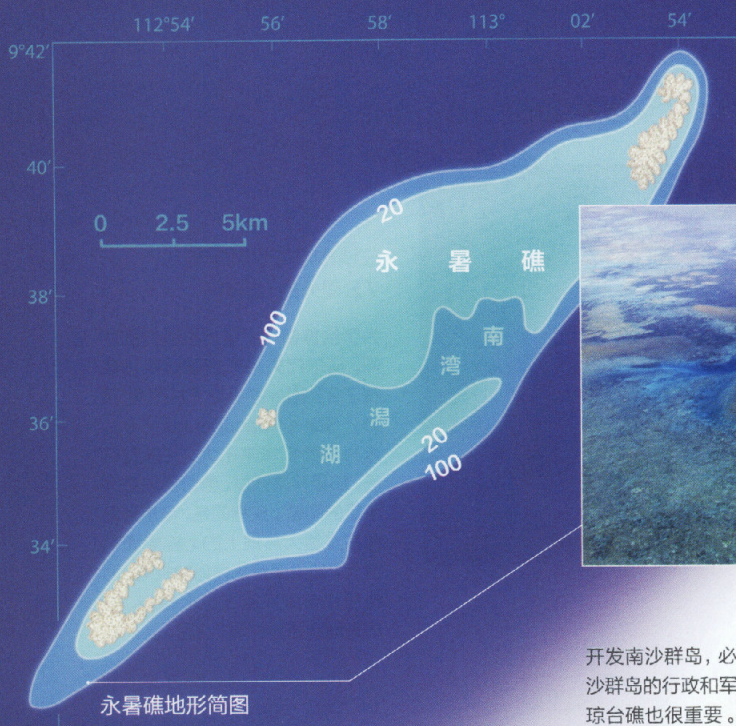 112°54′ 56′ 58′ 113° 02′ 54′
9°42′
40′
38′
36′
34′
0 2.5 5km
20
永暑礁
100
南
湾
潟
湖
20
100
永暑礁地形简图
开发南沙群岛，必
沙群岛的行政和军
琼台礁也很重要。